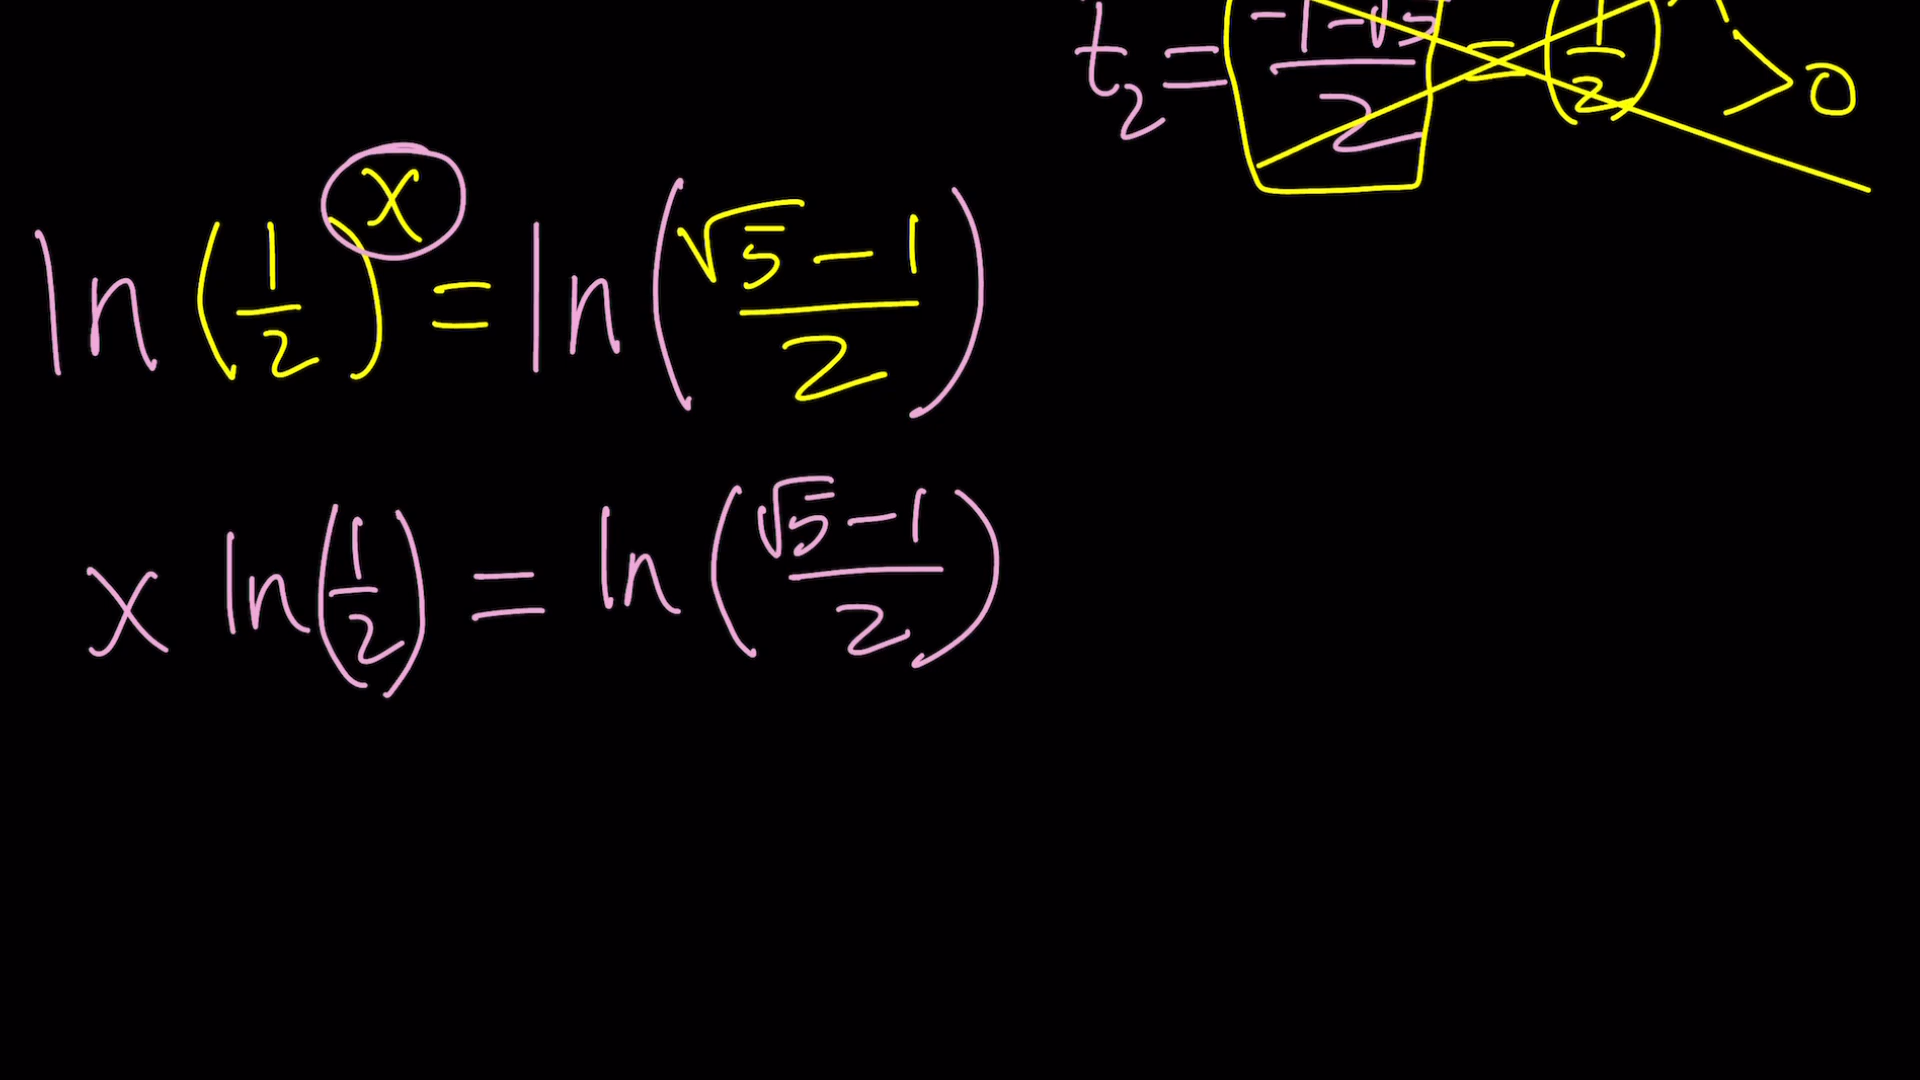 t₂ = (-1-√5)/2 = (1/2) > 0
ln (1/2)^x = ln ((√5 - 1)/2)
x ln(1/2) = ln ((√5 - 1)/2)